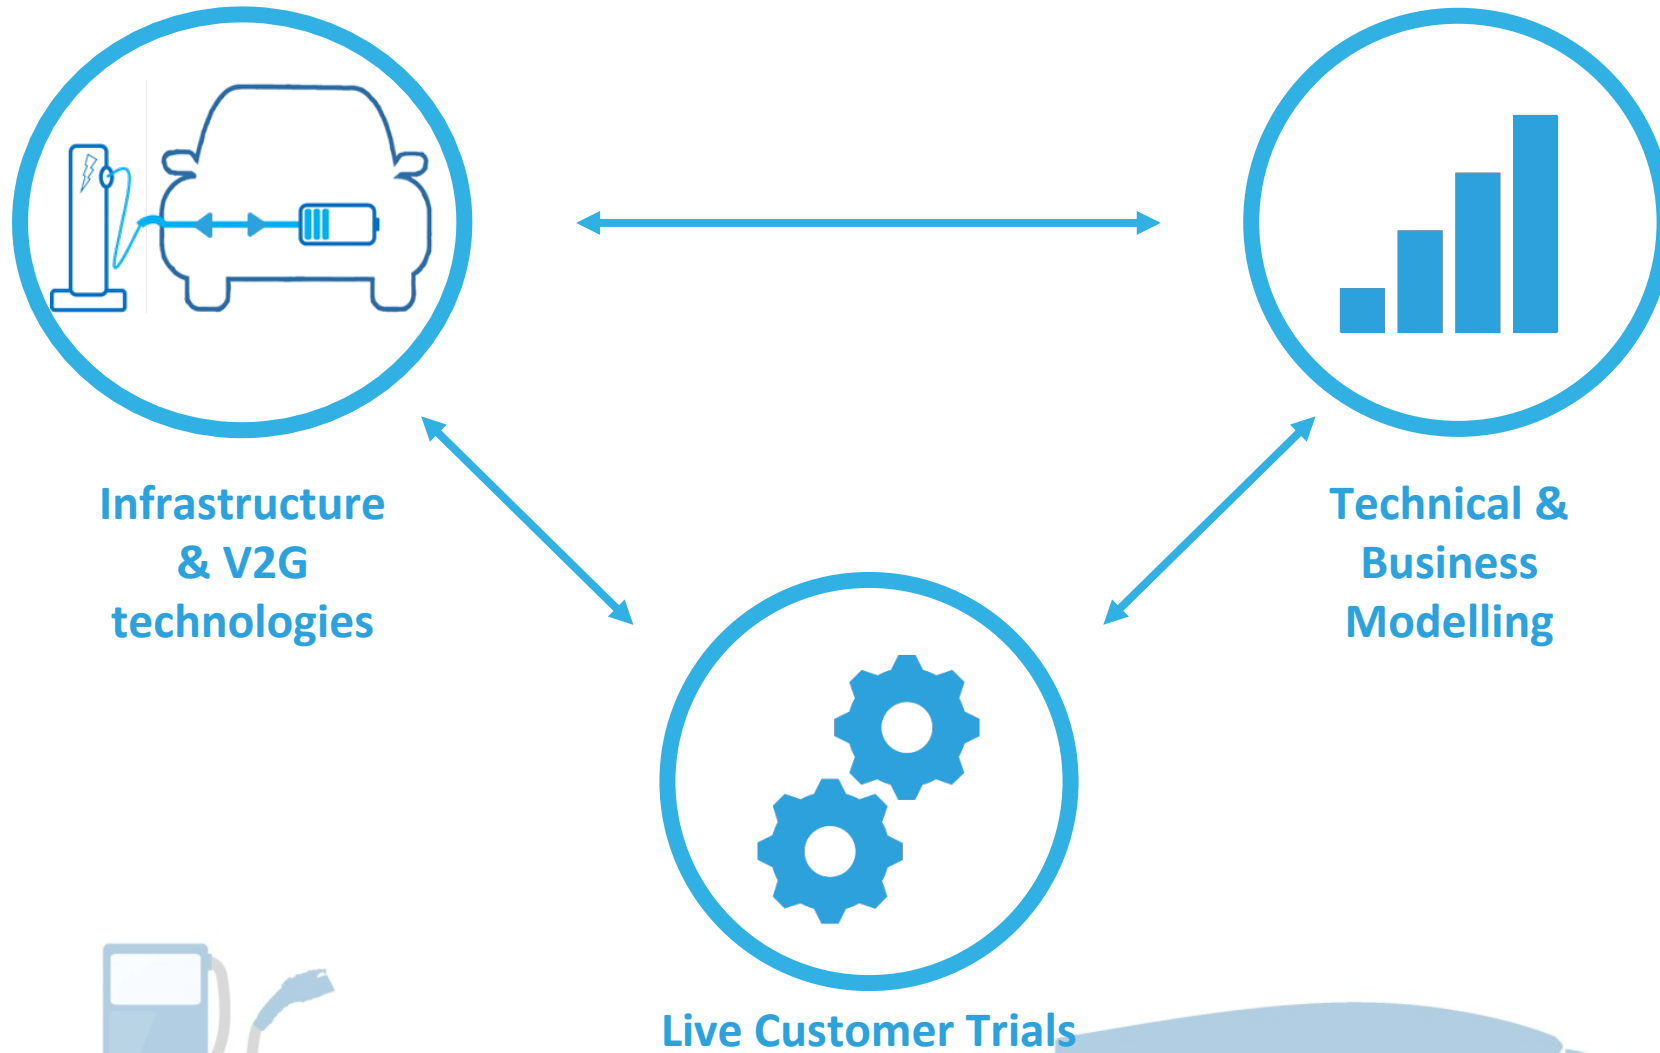 Infrastructure
& V2G
technologies
Technical &
Business
Modelling
Live Customer Trials